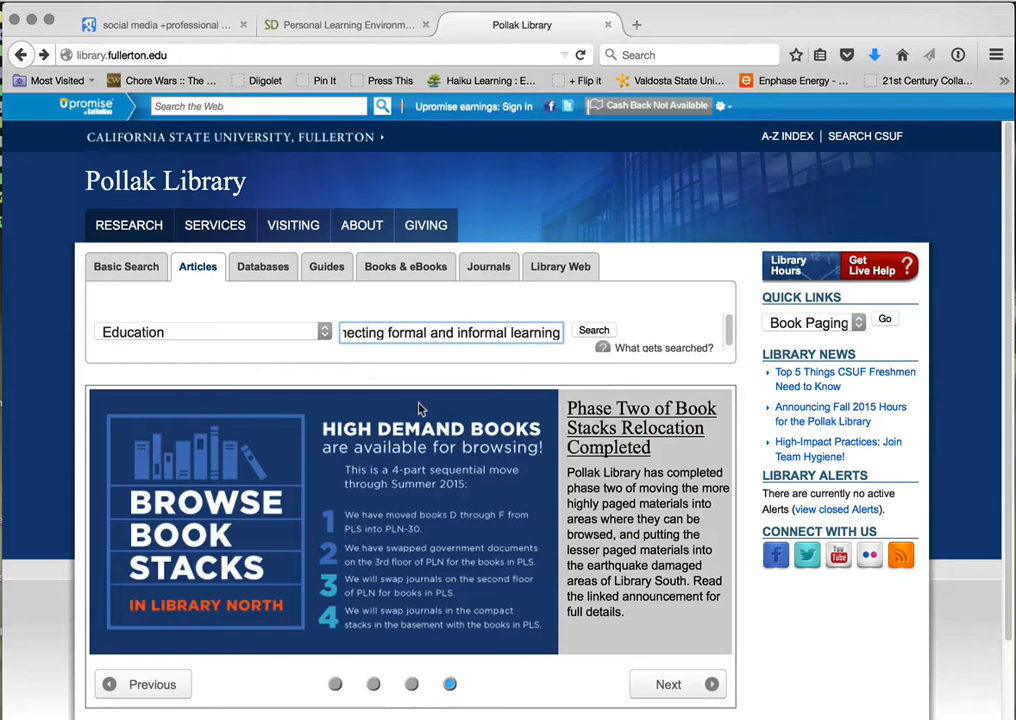 social media +professional ...
Personal Learning Environm...
Pollak Library
library.fullerton.edu
Search
Most Visited
Chore Wars :: The ...
Diigolet
Pin It
Press This
Haiku Learning : E...
+ Flip it
Valdosta State Uni...
Enphase Energy - ...
21st Century Colla...
Upromise
Search the Web
Upromise earnings: Sign In
Cash Back Not Available
CALIFORNIA STATE UNIVERSITY, FULLERTON
A-Z INDEX | SEARCH CSUF
Pollak Library
RESEARCH
SERVICES
VISITING
ABOUT
GIVING
Basic Search
Articles
Databases
Guides
Books & eBooks
Journals
Library Web
Education
necting formal and informal learning
Search
What gets searched?
BROWSE
BOOK
STACKS
IN LIBRARY NORTH
HIGH DEMAND BOOKS
are available for browsing!
This is a 4-part sequential move
through Summer 2015:
1 We have moved books D through F from
PLS into PLN-30.
2 We have swapped government documents
on the 3rd floor of PLN for the books in PLS.
3 We will swap journals on the second floor
of PLN for books in PLS.
4 We will swap journals in the compact
stacks in the basement with the books in PLS.
Phase Two of Book
Stacks Relocation
Completed
Pollak Library has completed
phase two of moving the more
highly paged materials into
areas where they can be
browsed, and putting the
lesser paged materials into
the earthquake damaged
areas of Library South. Read
the linked announcement for
full details.
Previous
Next
Library
Hours
Get
Live Help ?
QUICK LINKS
Book Paging
Go
LIBRARY NEWS
Top 5 Things CSUF Freshmen
Need to Know
Announcing Fall 2015 Hours
for the Pollak Library
High-Impact Practices: Join
Team Hygiene!
LIBRARY ALERTS
There are currently no active
Alerts (view closed Alerts).
CONNECT WITH US
You
Tube